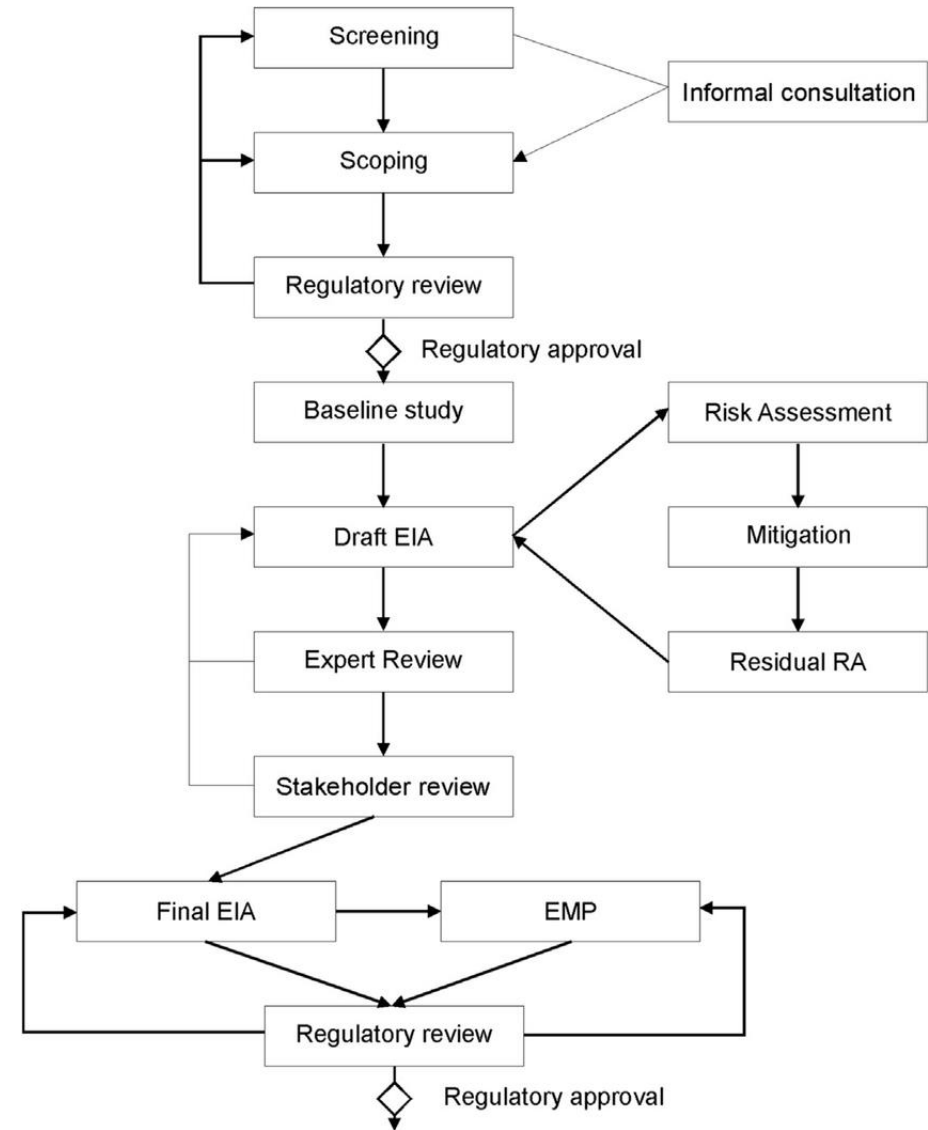 Screening
Informal consultation
Scoping
Regulatory review
Regulatory approval
Baseline study
Risk Assessment
Draft EIA
Mitigation
Expert Review
Residual RA
Stakeholder review
Final EIA
EMP
Regulatory review
Regulatory approval